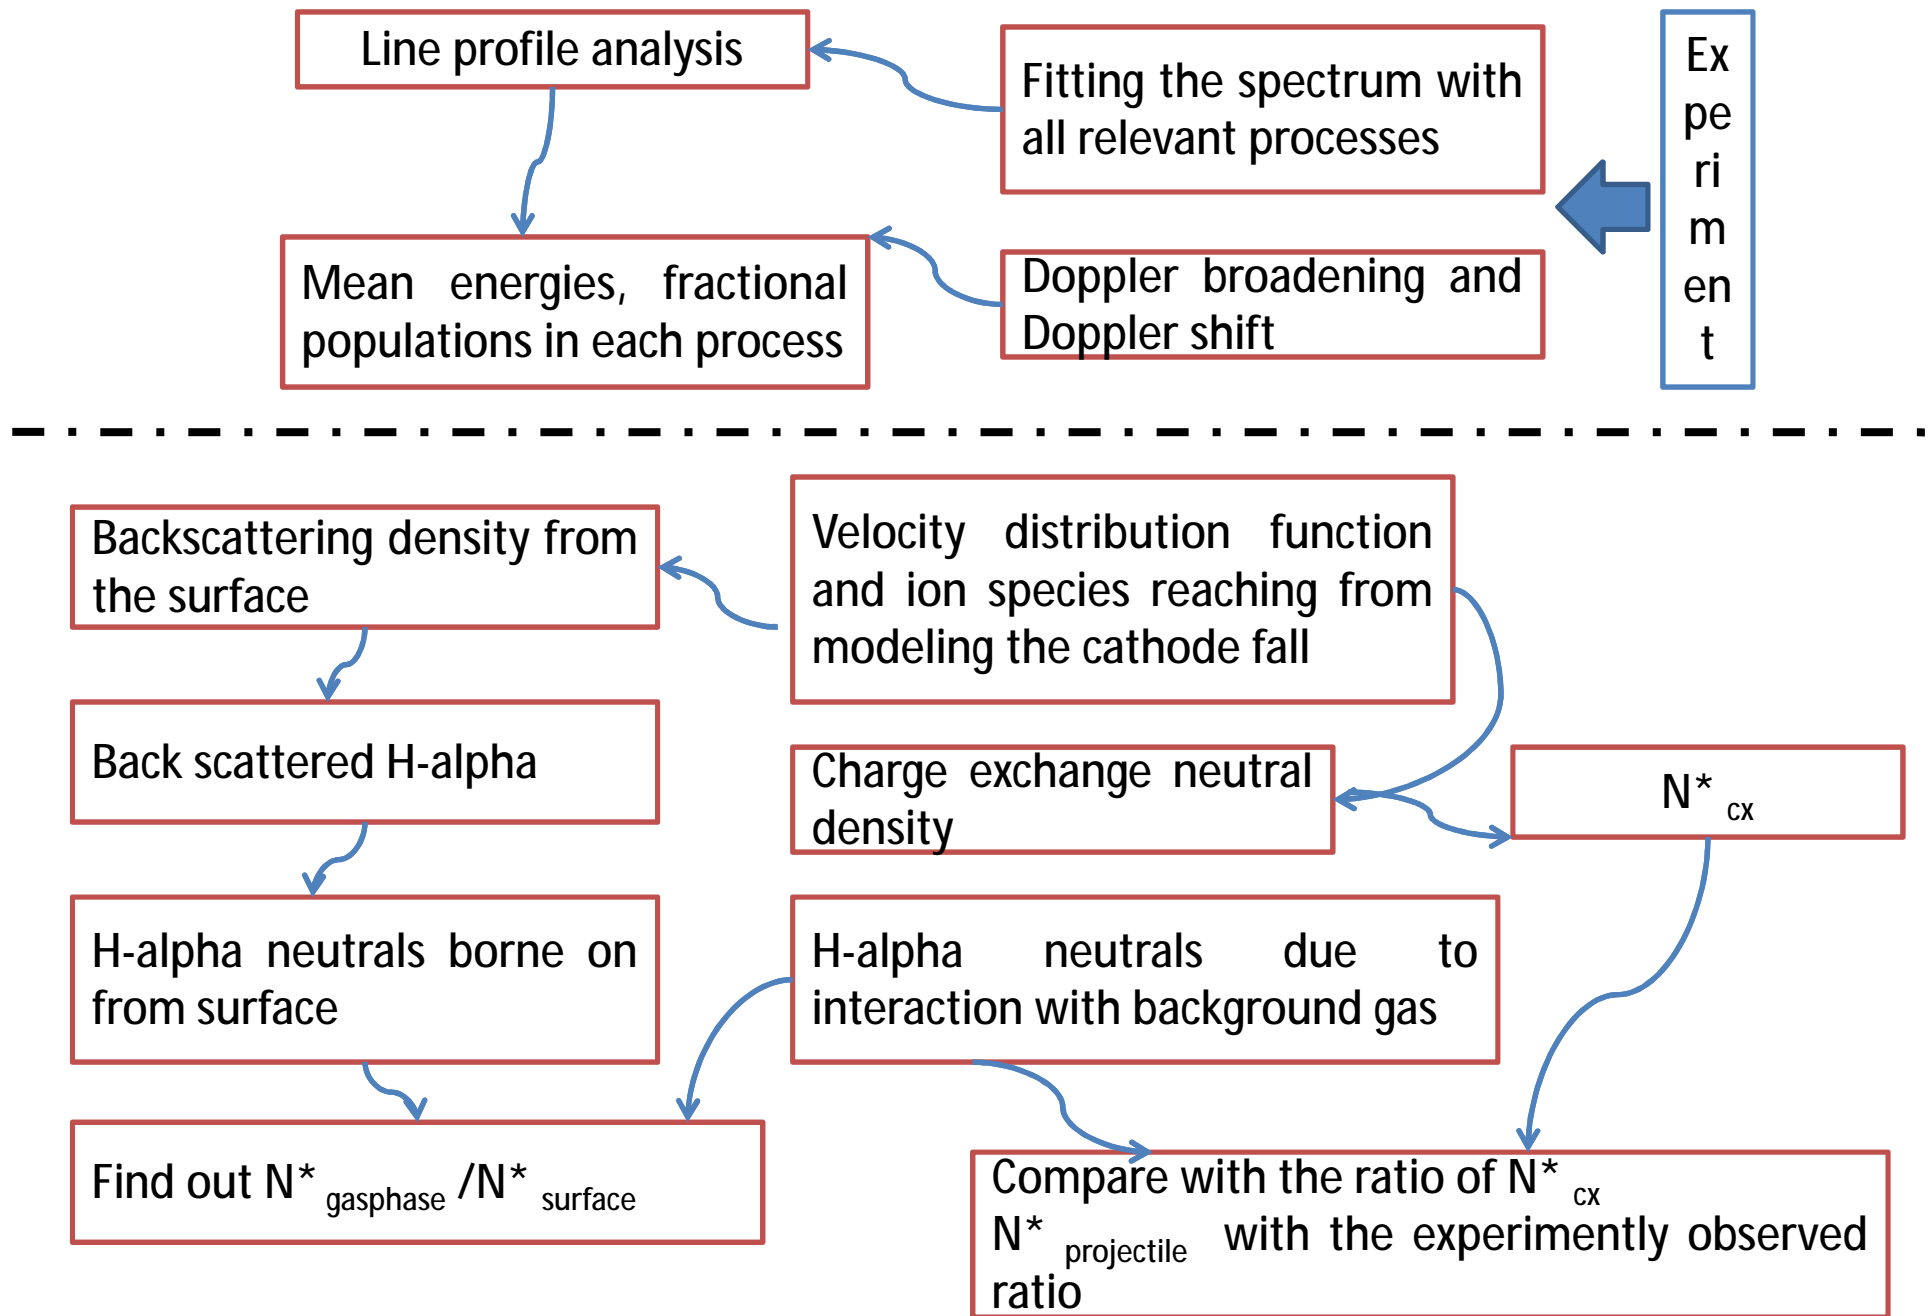 Line profile analysis
Fitting the spectrum with
all relevant processes
Ex
pe
ri
m
en
t
Mean energies, fractional
populations in each process
Doppler broadening and
Doppler shift
Backscattering density from
the surface
Velocity distribution function
and ion species reaching from
modeling the cathode fall
Back scattered H-alpha
Charge exchange neutral
density
N* cx
H-alpha neutrals borne on
from surface
H-alpha neutrals due to
interaction with background gas
Find out N* gasphase /N* surface
Compare with the ratio of N* cx
N* projectile with the experimently observed
ratio